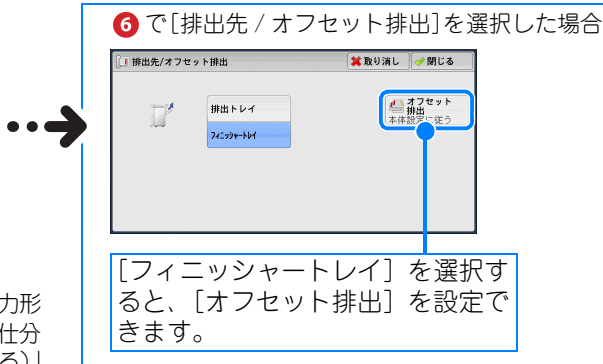 ❻ で[排出先 / オフセット排出]を選択した場合
排出先/オフセット排出
取り消し
閉じる
排出トレイ
フィニッシャートレイ
オフセット
排出
本体設定に従う
[フィニッシャートレイ] を選択す
ると、[オフセット排出] を設定で
きます。
力形
仕分
る)」